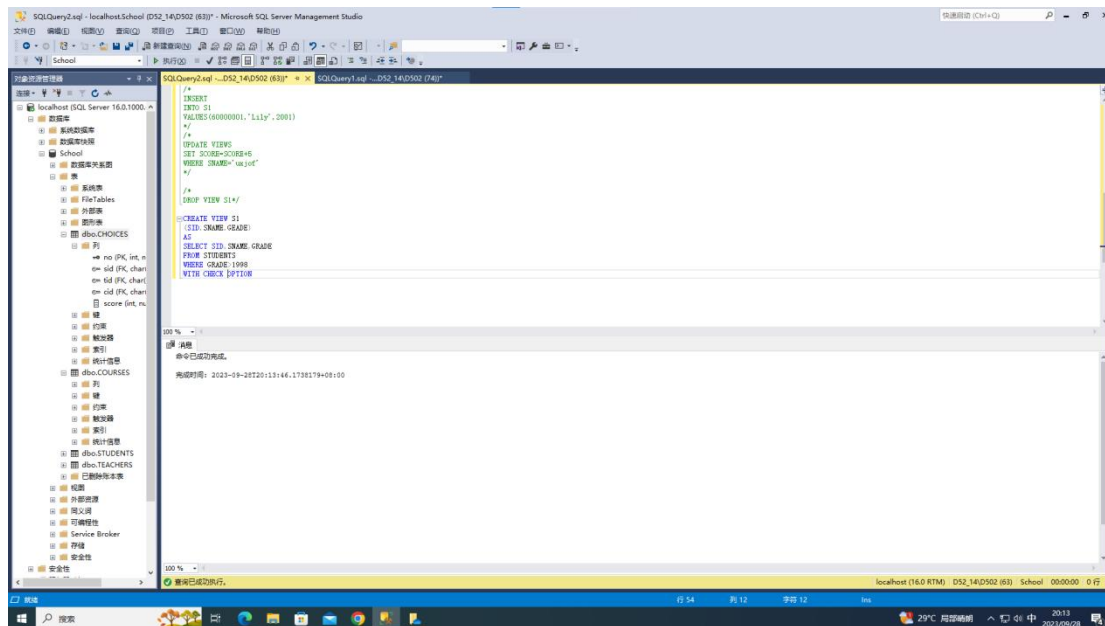 SQLQuery2.sql - localhost.School (D52_14\D502 (63))* - Microsoft SQL Server Management Studio
快速启动 (Ctrl+Q)
文件(F) 编辑(E) 视图(V) 查询(Q) 项目(P) 工具(T) 窗口(W) 帮助(H)
新建查询(N)
School
执行(X)
对象资源管理器
SQLQuery2.sql -...D52_14\D502 (63))*
SQLQuery1.sql -...D52_14\D502 (74))*
连接
localhost (SQL Server 16.0.1000.
数据库
系统数据库
数据库快照
School
数据库关系图
表
系统表
FileTables
外部表
图形表
dbo.CHOICES
列
no (PK, int, n
sid (FK, char(
tid (FK, char(
cid (FK, char(
score (int, nu
键
约束
触发器
索引
统计信息
dbo.COURSES
列
键
约束
触发器
索引
统计信息
dbo.STUDENTS
dbo.TEACHERS
已删除账本表
视图
外部资源
同义词
可编程性
Service Broker
存储
安全性
安全性
/*
INSERT
INTO S1
VALUES(60000001,'Lily',2001)
*/
/*
UPDATE VIEWS
SET SCORE=SCORE+5
WHERE SNAME='uxjof'
*/
/*
DROP VIEW S1*/
CREATE VIEW S1
(SID,SNAME,GEADE)
AS
SELECT SID,SNAME,GRADE
FROM STUDENTS
WHERE GRADE>1998
WITH CHECK OPTION
100 %
消息
命令已成功完成。
完成时间: 2023-09-28T20:13:46.1738179+08:00
100 %
查询已成功执行。
localhost (16.0 RTM) D52_14\D502 (63) School 00:00:00 0 行
就绪
行 54 列 12 字符 12 Ins
搜索
29°C 局部晴朗
中
20:13
2023/09/28